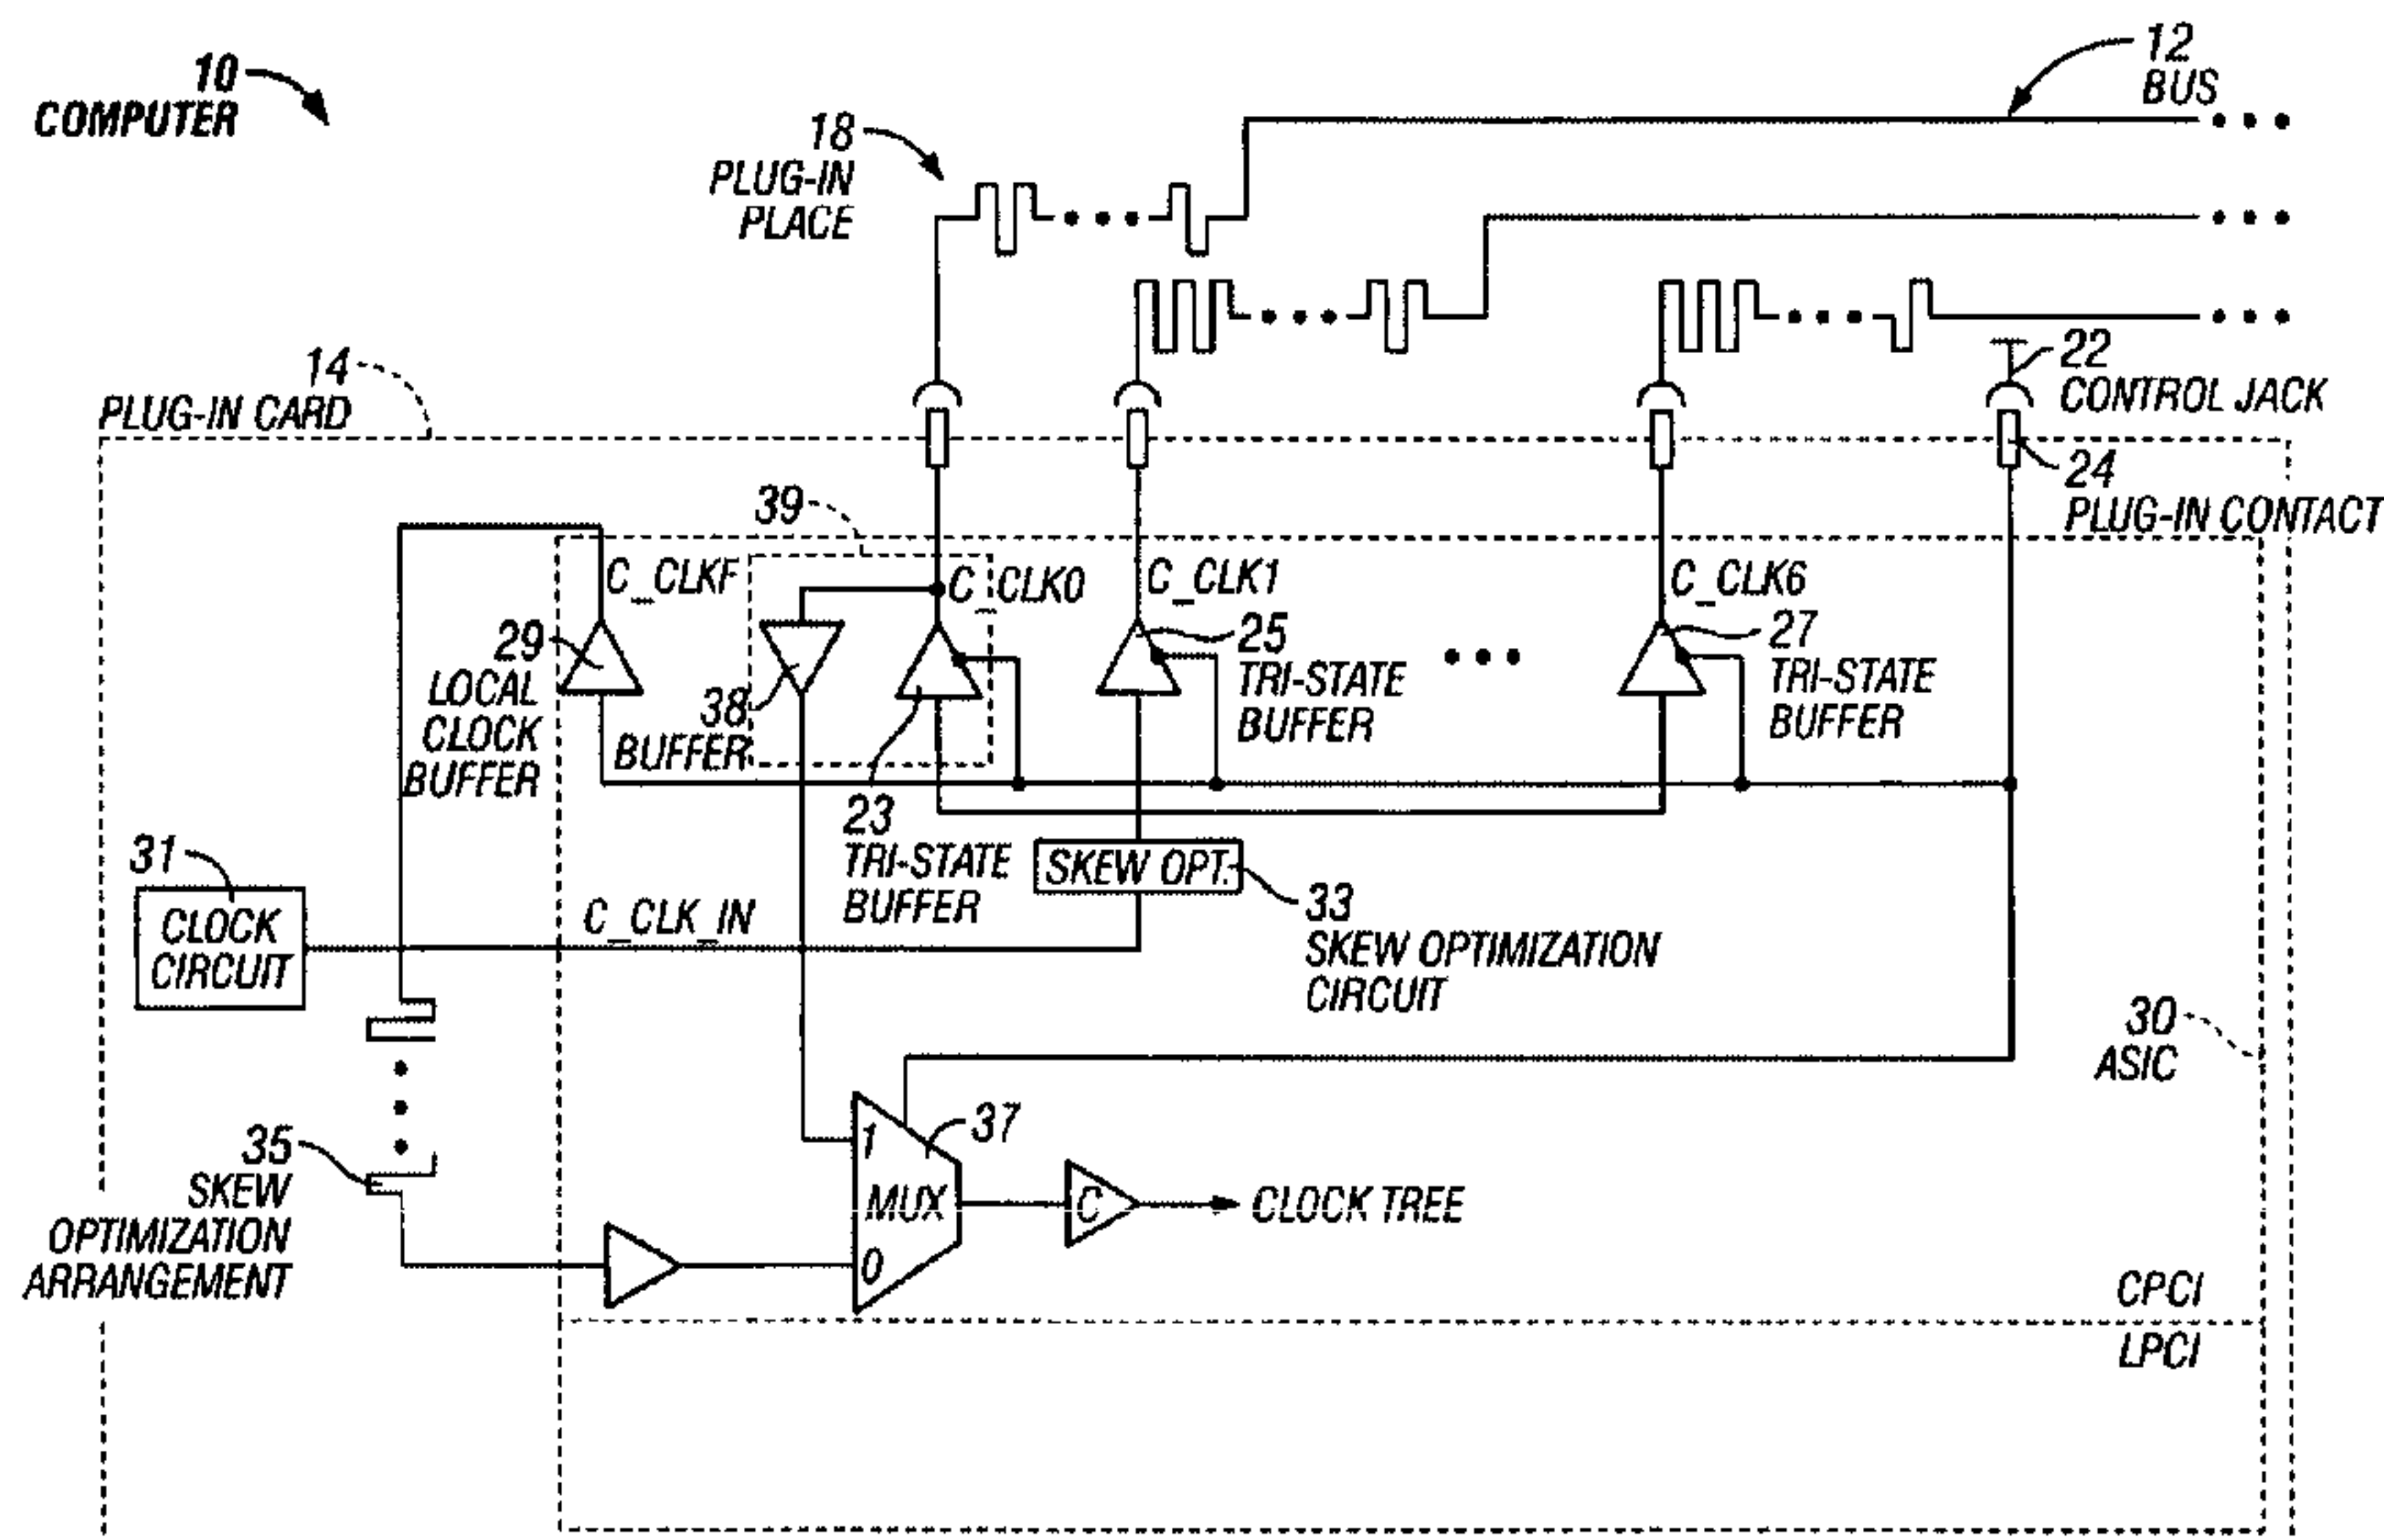 10
COMPUTER
12
BUS
18
PLUG-IN
PLACE
14
PLUG-IN CARD
22
CONTROL JACK
24
PLUG-IN CONTACT
39
C_CLKF
C_CLK0
C_CLK1
C_CLK6
29
LOCAL
CLOCK
BUFFER
38
BUFFER
25
TRI-STATE
BUFFER
27
TRI-STATE
BUFFER
23
TRI-STATE
BUFFER
31
CLOCK
CIRCUIT
C_CLK_IN
SKEW OPT.
33
SKEW OPTIMIZATION
CIRCUIT
30
ASIC
35
SKEW
OPTIMIZATION
ARRANGEMENT
37
1
MUX
0
C
CLOCK TREE
CPCI
LPCI